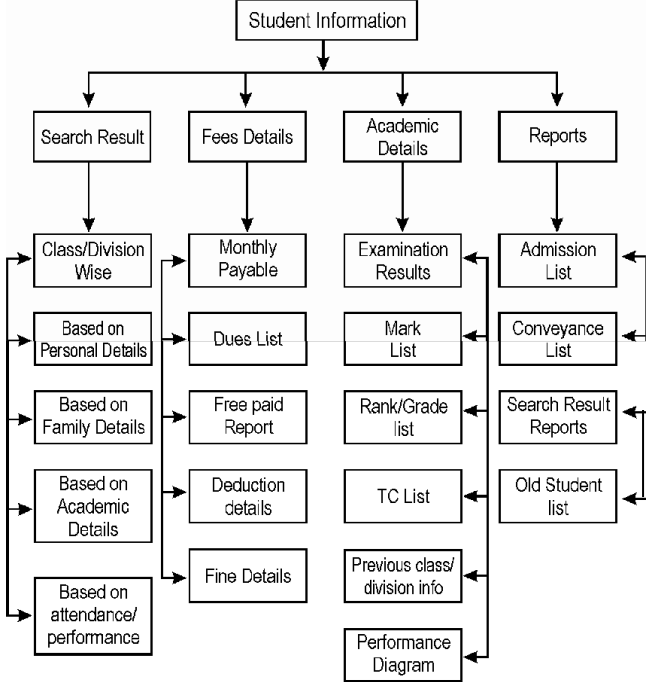 Student Information
Search Result
Fees Details
Academic
Details
Reports
Class/Division
Wise
Monthly
Payable
Examination
Results
Admission
List
Based on
Personal Details
Dues List
Mark
List
Conveyance
List
Based on
Family Details
Free paid
Report
Rank/Grade
list
Search Result
Reports
Based on
Academic
Details
Deduction
details
TC List
Old Student
list
Based on
attendance/
performance
Fine Details
Previous class/
division info
Performance
Diagram